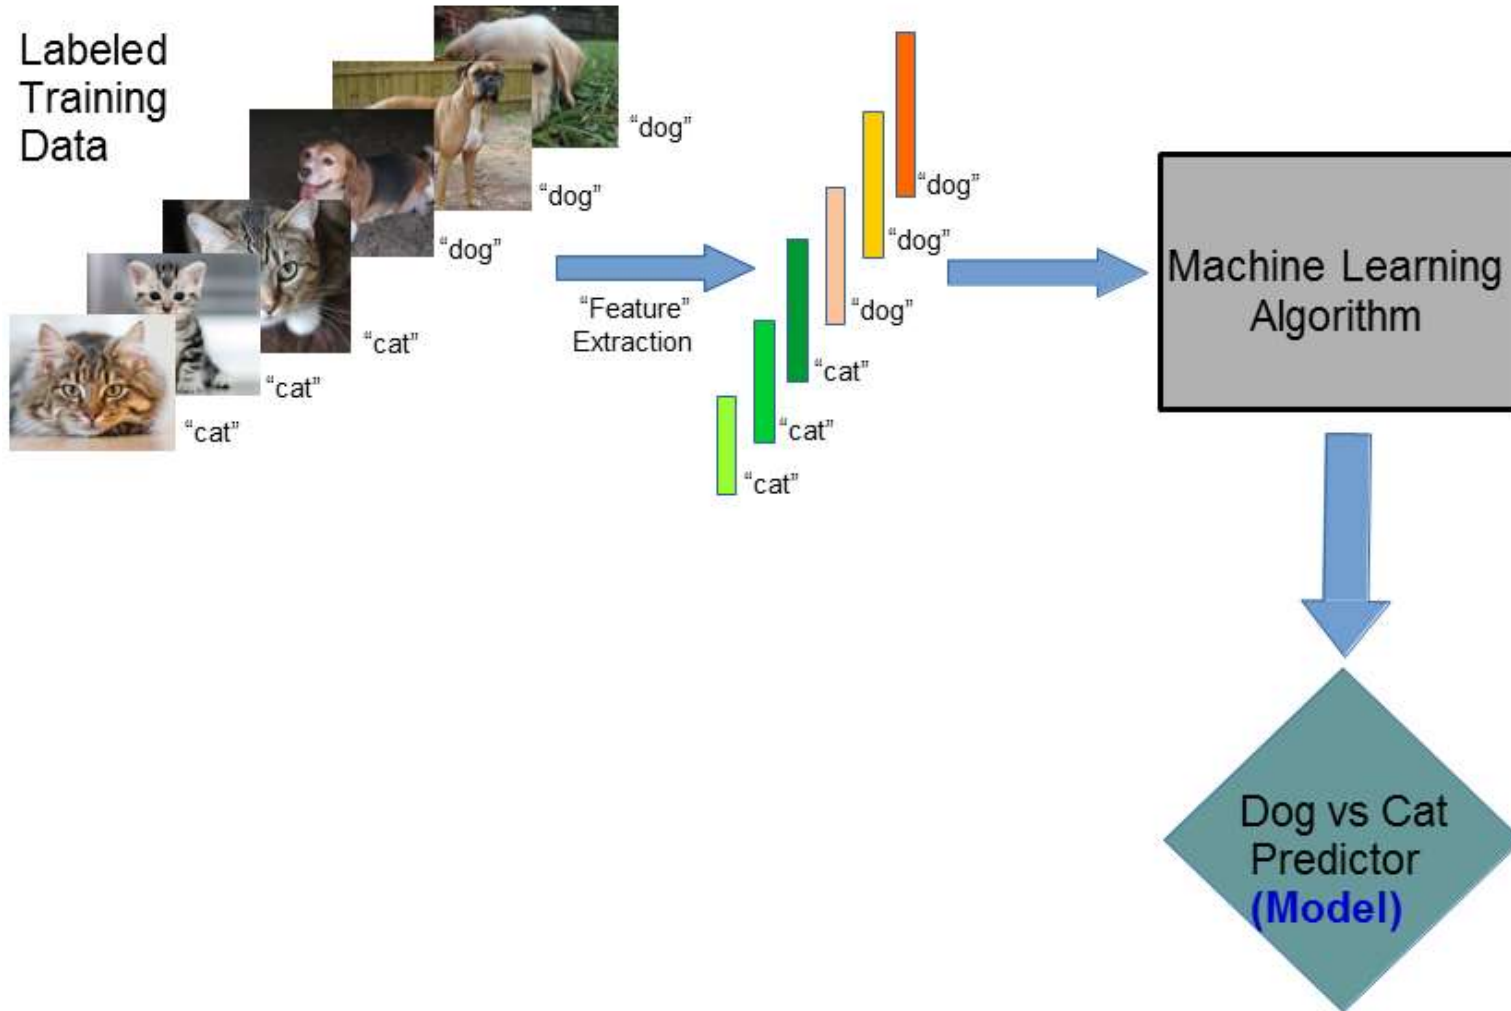 Labeled
Training
Data
“dog”
“dog”
“dog”
“cat”
“cat”
“cat”
“Feature”
Extraction
“dog”
“dog”
“dog”
“cat”
“cat”
“cat”
Machine Learning
Algorithm
Dog vs Cat
Predictor
(Model)